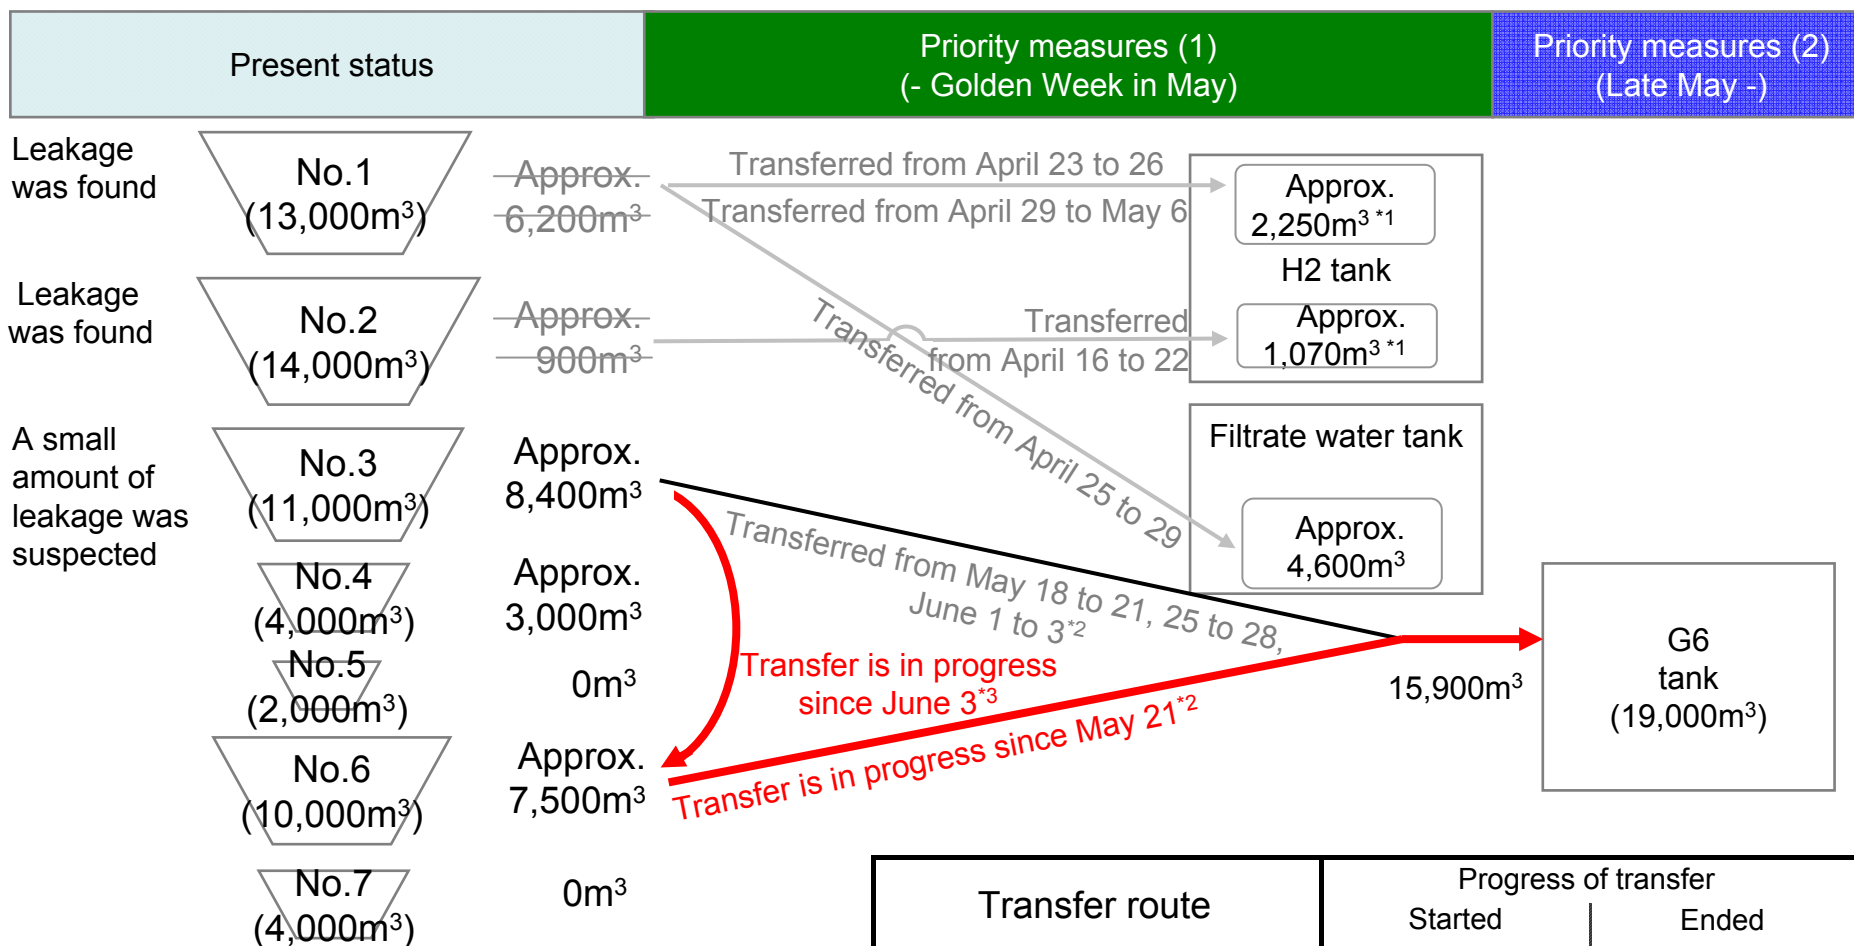 Present status
Priority measures (1)
(- Golden Week in May)
Priority measures (2)
(Late May -)
Leakage
was found
No.1
(13,000m³)
Approx.
6,200m³
Transferred from April 23 to 26
Transferred from April 29 to May 6
Approx.
2,250m³ *1
H2 tank
Leakage
was found
No.2
(14,000m³)
Approx.
900m³
Transferred
from April 16 to 22
Approx.
1,070m³ *1
Transferred from April 25 to 29
Filtrate water tank
Approx.
4,600m³
A small
amount of
leakage was
suspected
No.3
(11,000m³)
Approx.
8,400m³
Transferred from May 18 to 21, 25 to 28,
June 1 to 3*2
No.4
(4,000m³)
Approx.
3,000m³
No.5
(2,000m³)
0m³
Transfer is in progress
since June 3*3
Transfer is in progress since May 21*2
15,900m³
G6
tank
(19,000m³)
No.6
(10,000m³)
Approx.
7,500m³
No.7
(4,000m³)
0m³
Transfer route
Progress of transfer
Started
Ended